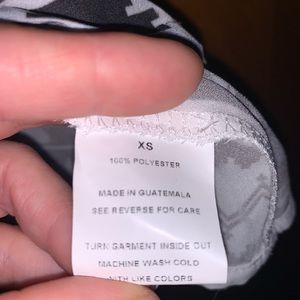 XS
100% POLYESTER
MADE IN GUATEMALA
SEE REVERSE FOR CARE
TURN GARMENT INSIDE OUT
MACHINE WASH COLD
WITH LIKE COLORS